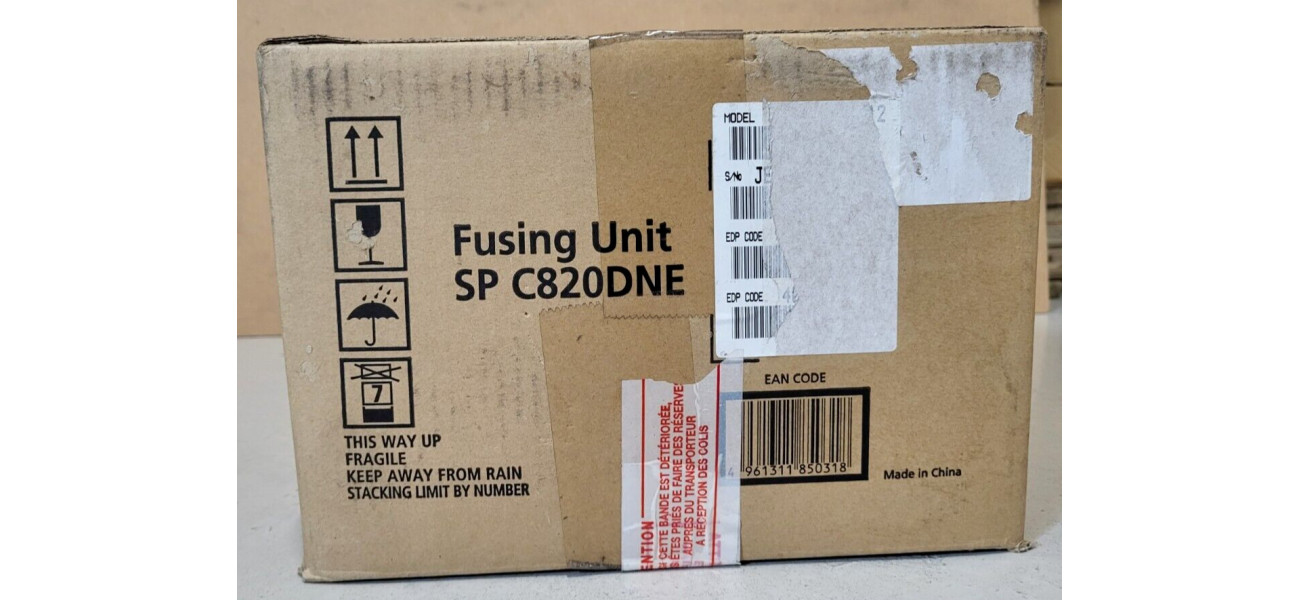 MODEL
2
S/No J
EDP CODE
EDP CODE
Fusing Unit
SP C820DNE
7
THIS WAY UP
FRAGILE
KEEP AWAY FROM RAIN
STACKING LIMIT BY NUMBER
EAN CODE
4 961311 850318
Made in China
ENTION
CETTE BANDE EST DÉTÉRIORÉE,
ÊTES PRIÉS DE FAIRE DES RÉSERVES
AUPRÈS DU TRANSPORTEUR
A RÉCEPTION DES COLIS